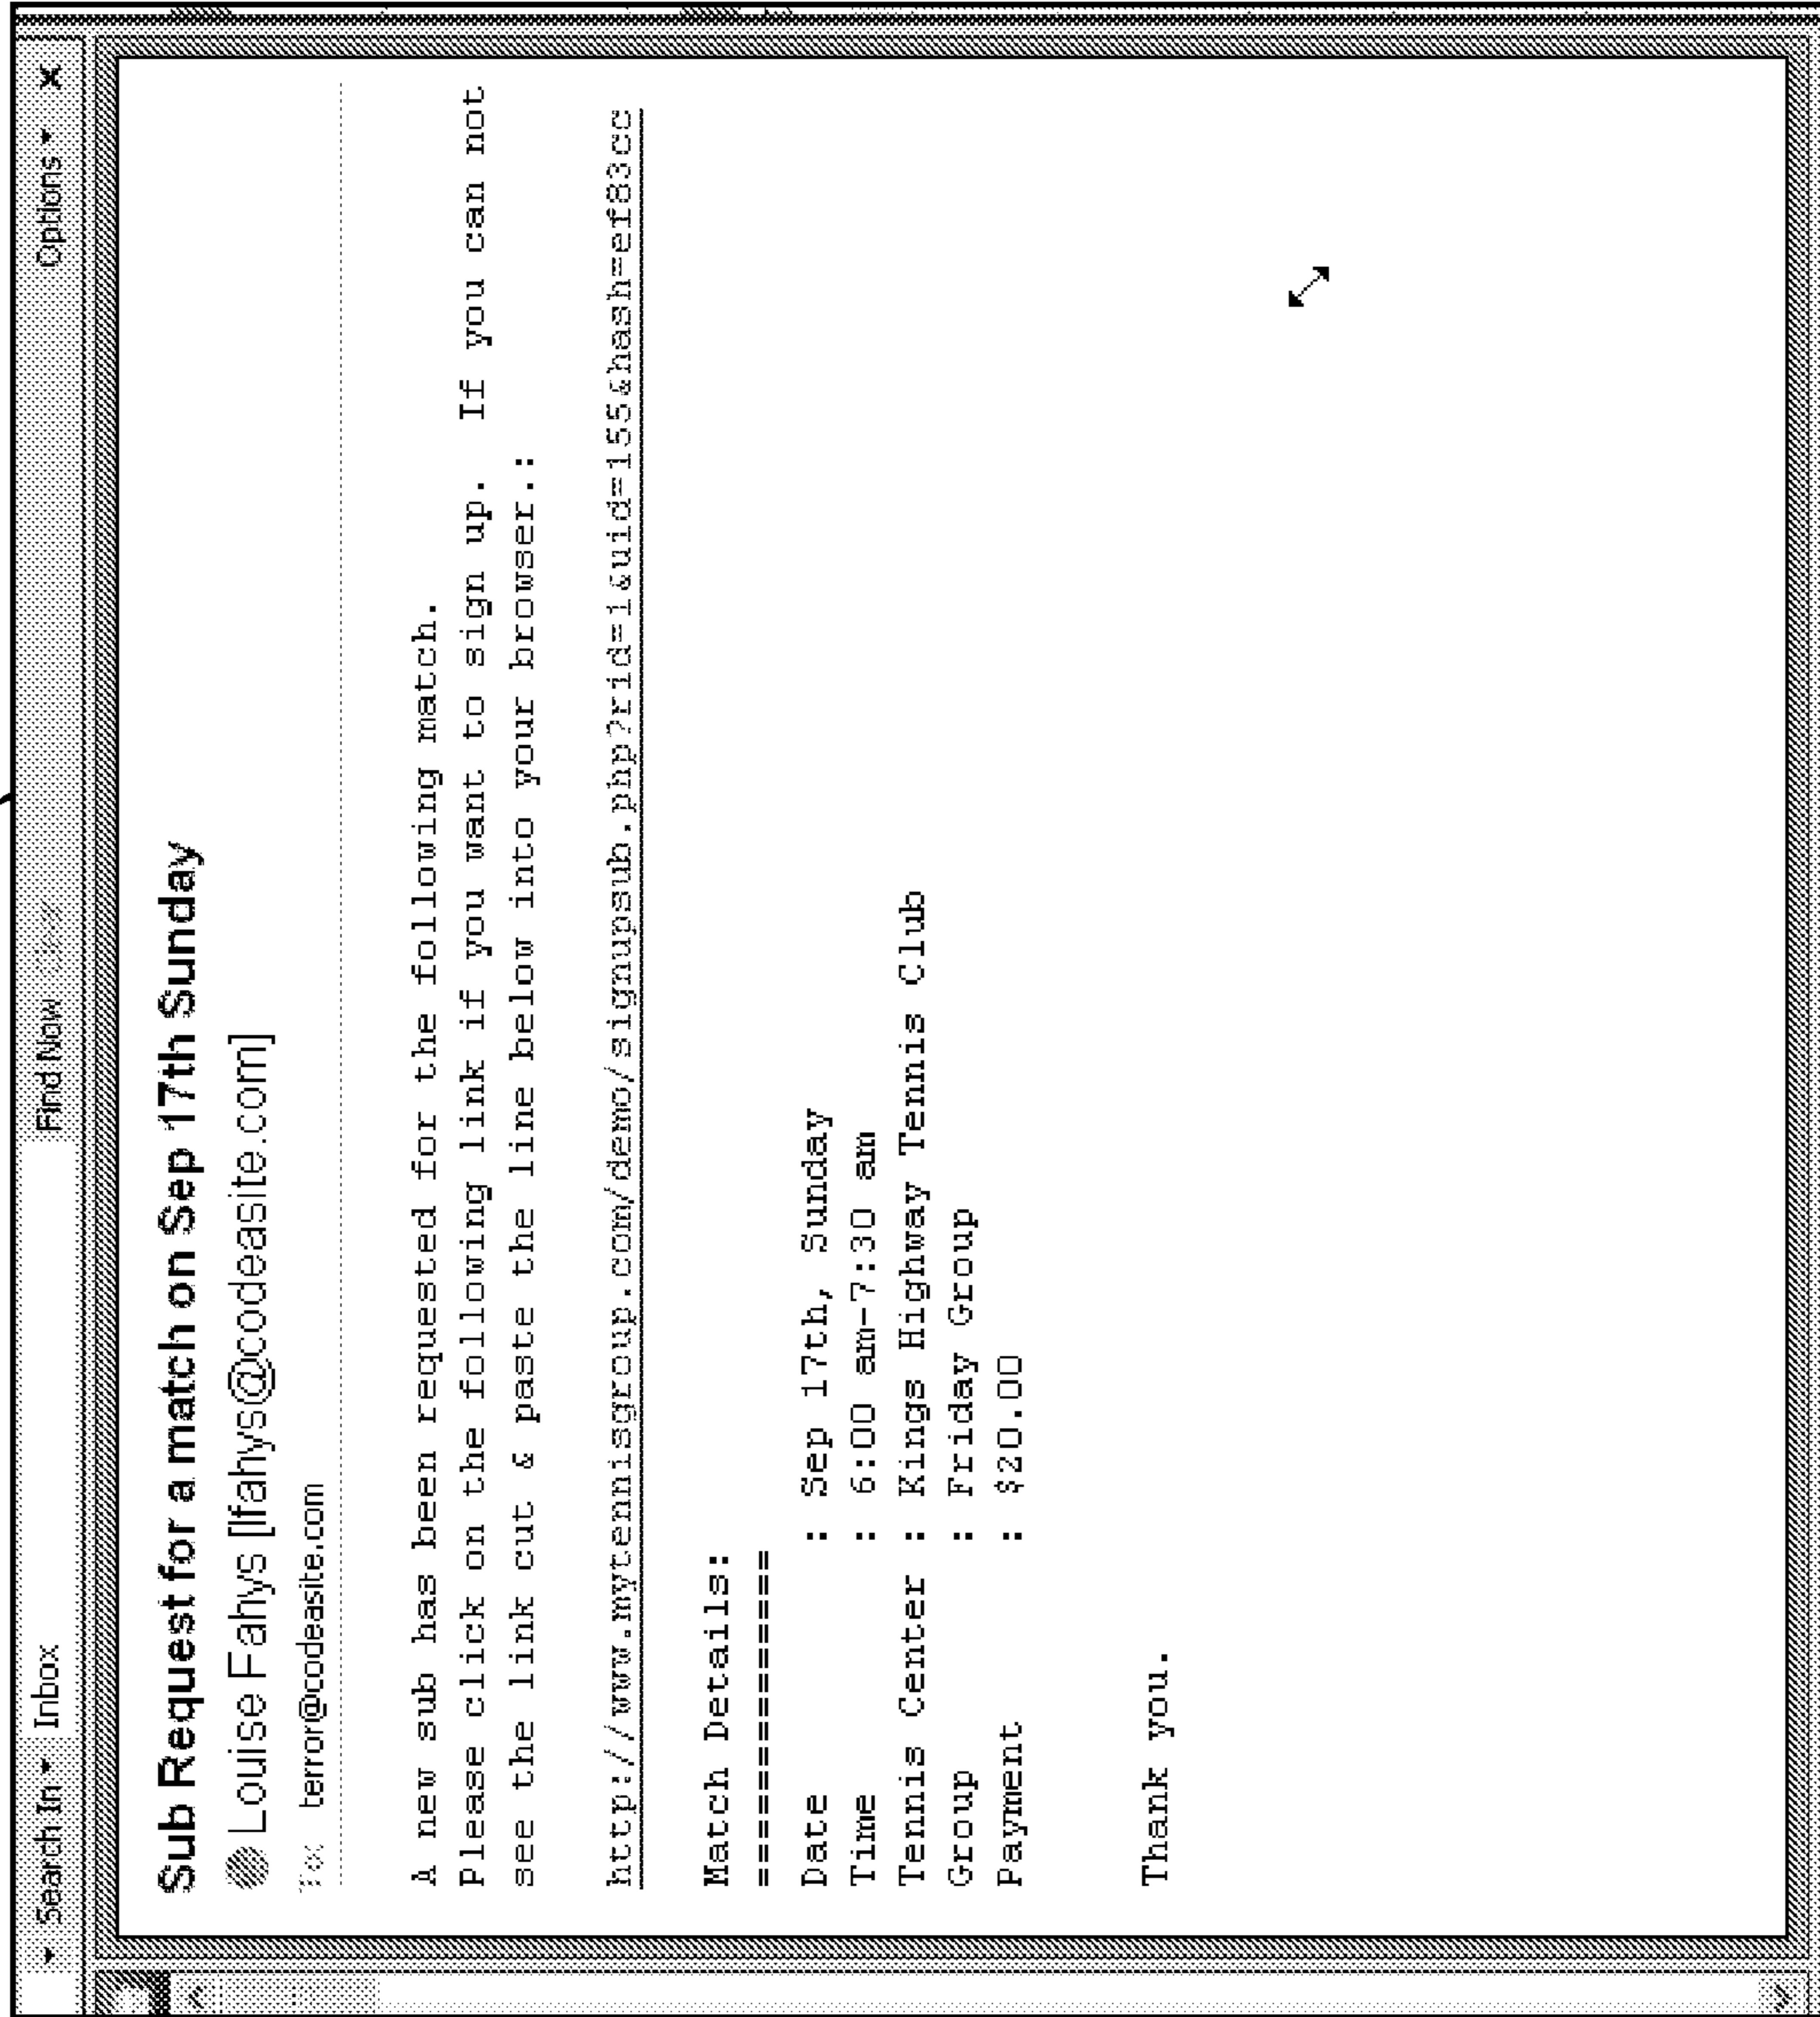 Search In Inbox Find Now Options x
Sub Request for a match on Sep 17th Sunday
Louise Fahys [lfahys@codeasite.com]
To: terror@codeasite.com
A new sub has been requested for the following match.
Please click on the following link if you want to sign up. If you can not
see the link cut & paste the line below into your browser.:
http://www.mytennisgroup.com/demo/signupsub.php?rid=1&uid=155&hash=ef83cc
Match Details:
==============
Date : Sep 17th, Sunday
Time : 6:00 am-7:30 am
Tennis Center : Kings Highway Tennis Club
Group : Friday Group
Payment : $20.00
Thank you.